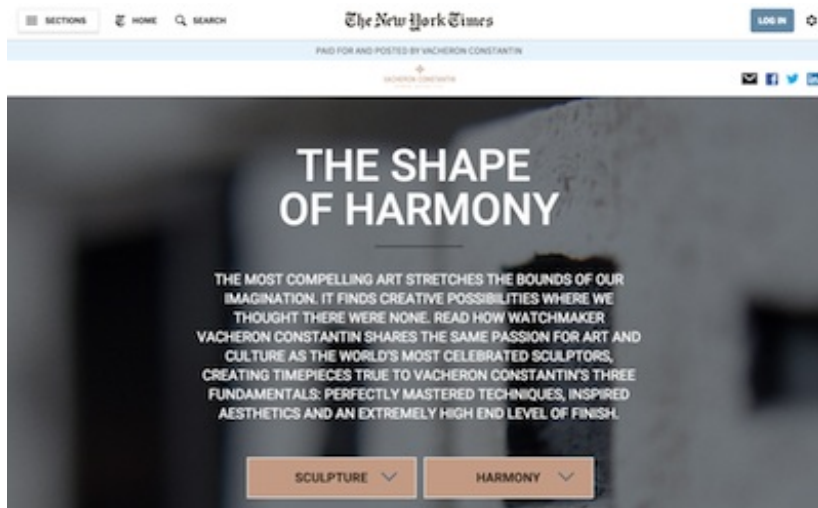 SECTIONS HOME SEARCH The New York Times LOG IN
PAID FOR AND POSTED BY VACHERON CONSTANTIN
VACHERON CONSTANTIN
THE SHAPE
OF HARMONY
THE MOST COMPELLING ART STRETCHES THE BOUNDS OF OUR
IMAGINATION. IT FINDS CREATIVE POSSIBILITIES WHERE WE
THOUGHT THERE WERE NONE. READ HOW WATCHMAKER
VACHERON CONSTANTIN SHARES THE SAME PASSION FOR ART AND
CULTURE AS THE WORLD'S MOST CELEBRATED SCULPTORS,
CREATING TIMEPIECES TRUE TO VACHERON CONSTANTIN'S THREE
FUNDAMENTALS: PERFECTLY MASTERED TECHNIQUES, INSPIRED
AESTHETICS AND AN EXTREMELY HIGH END LEVEL OF FINISH.
SCULPTURE HARMONY